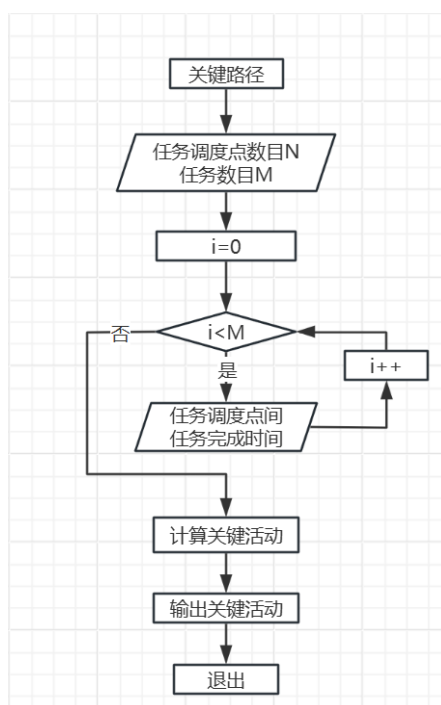 关键路径
任务调度点数目N
任务数目M
i=0
i<M
否
是
i++
任务调度点间
任务完成时间
计算关键活动
输出关键活动
退出